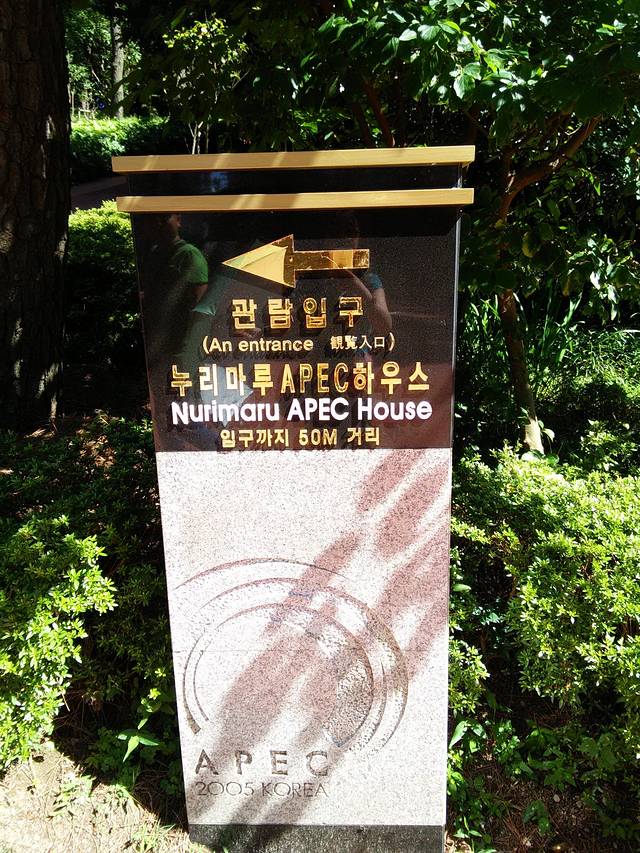 관람입구
(An entrance 観覧入口)
누리마루APEC하우스
Nurimaru APEC House
입구까지 50M 거리
APEC
2005 KOREA